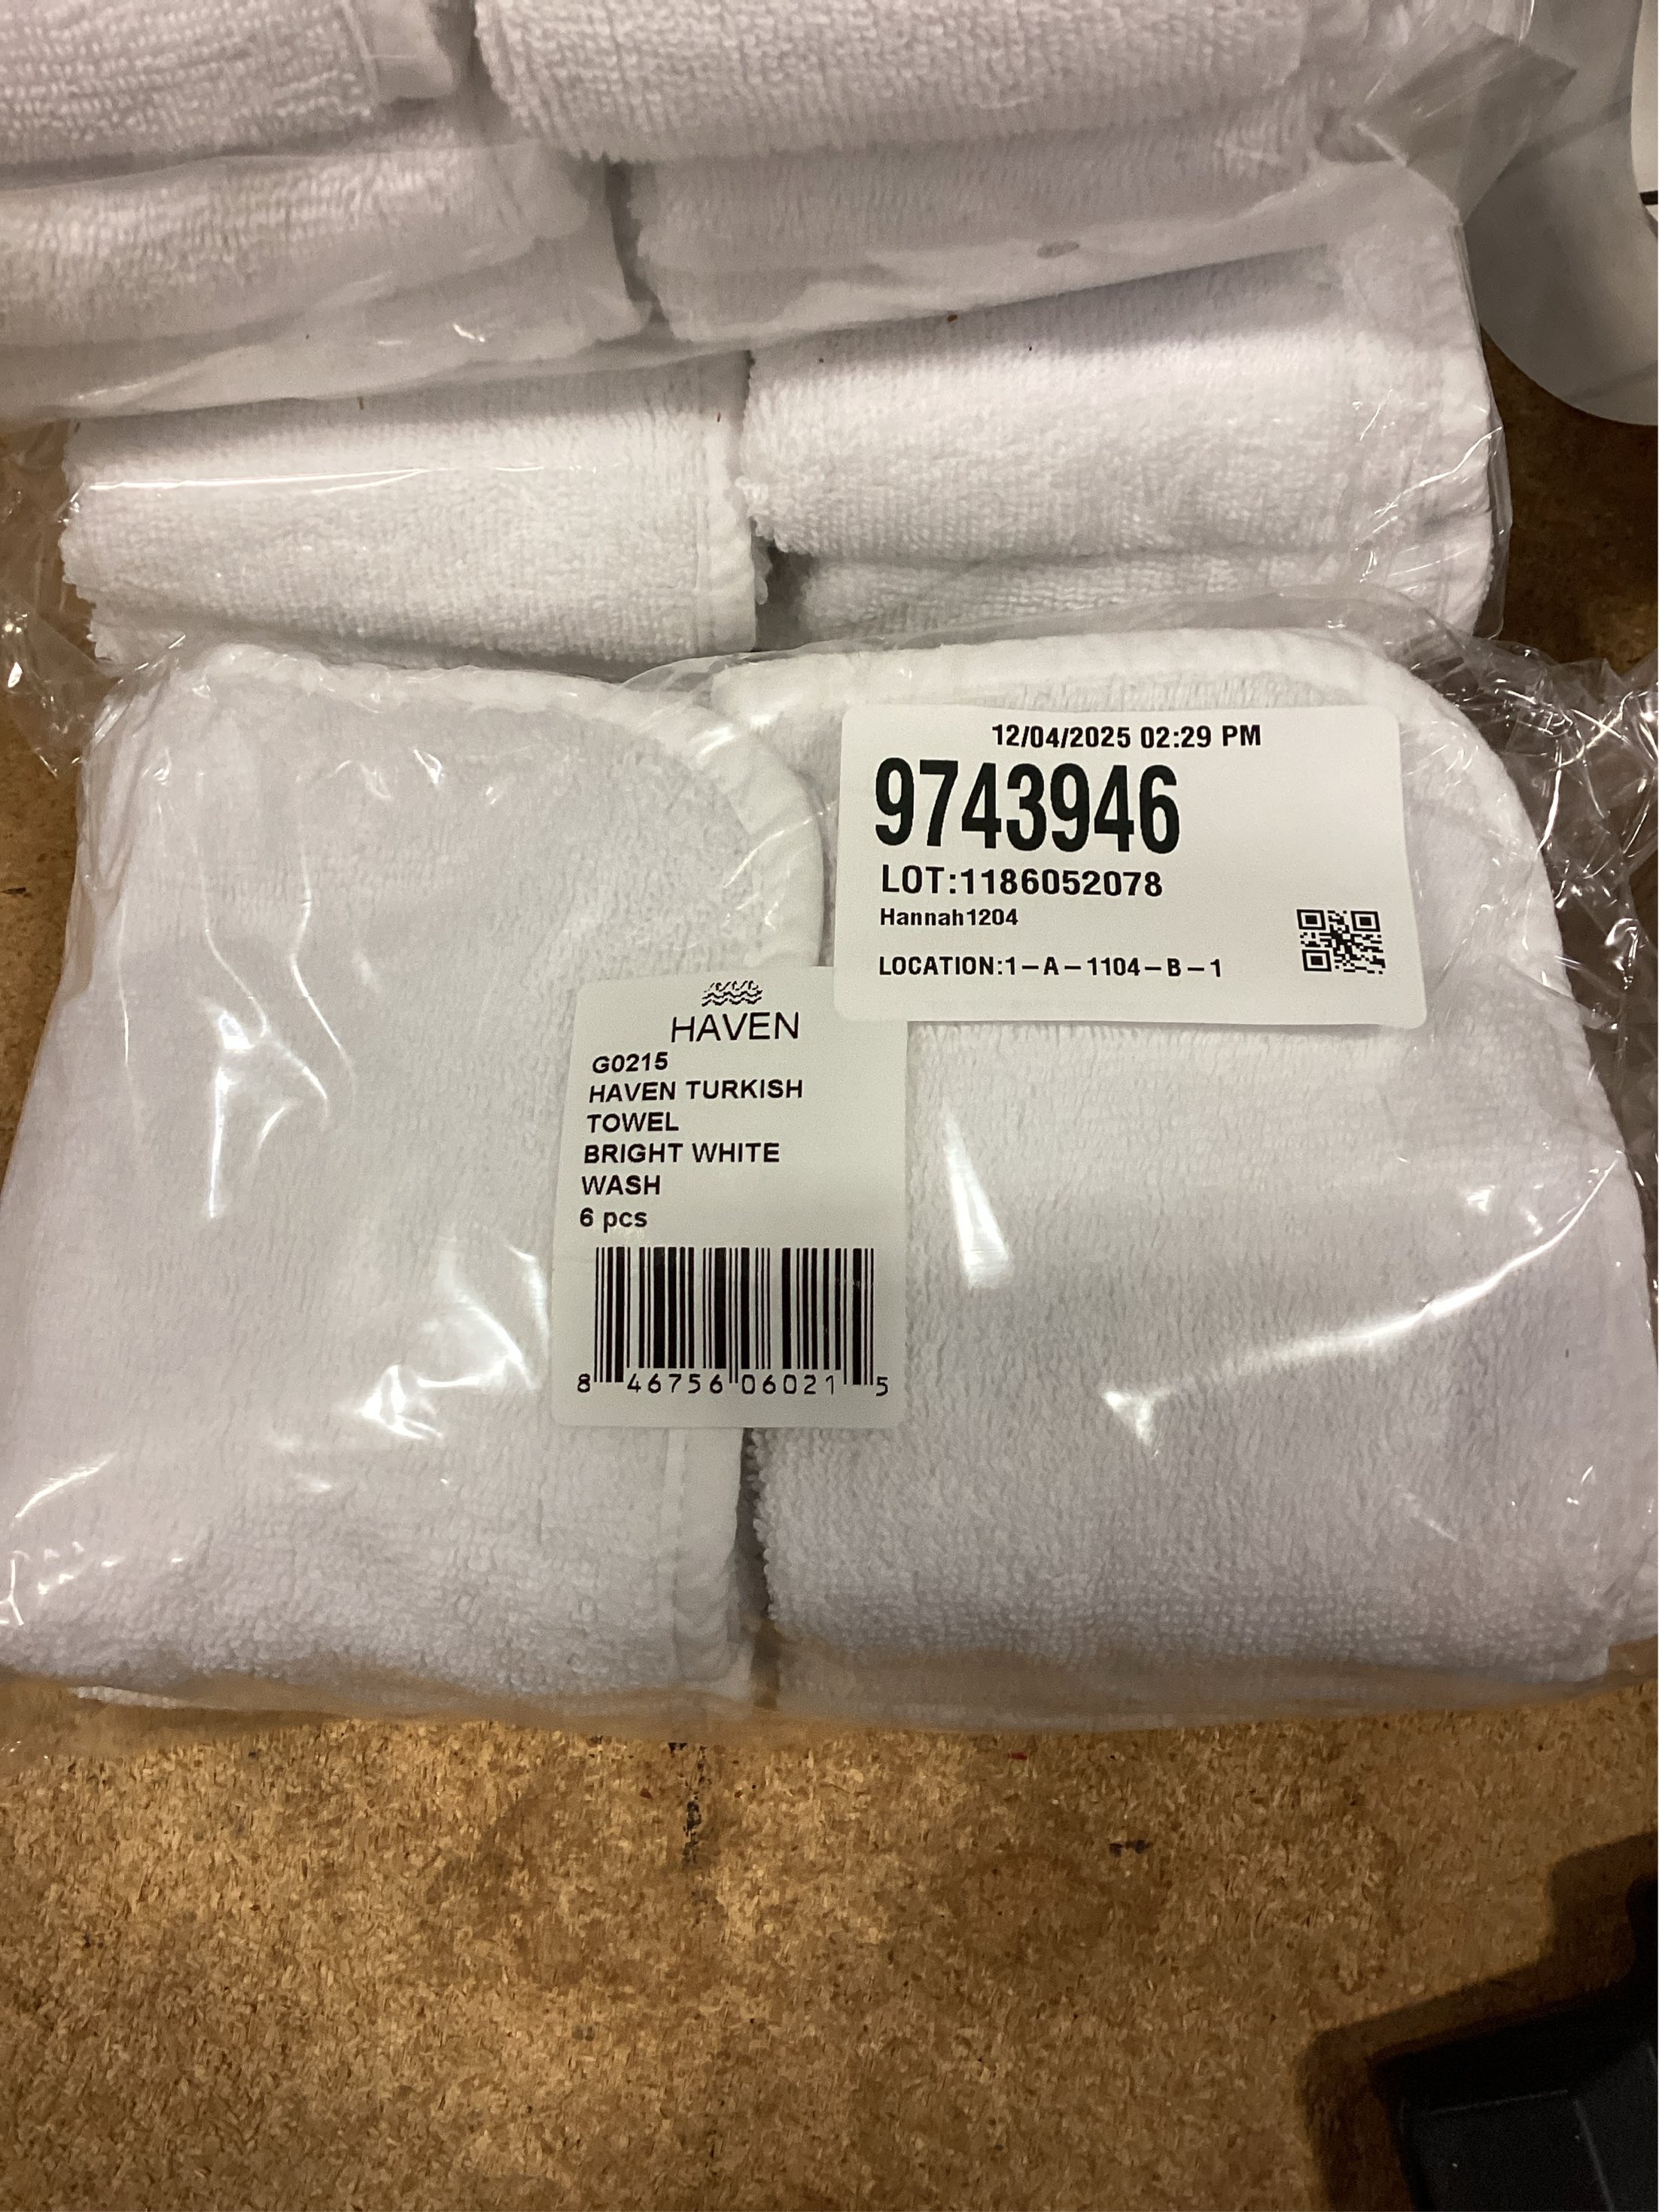 12/04/2025 02:29 PM
9743946
LOT:1186052078
Hannah1204
LOCATION:1-A-1104-B-1
HAVEN
G0215
HAVEN TURKISH
TOWEL
BRIGHT WHITE
WASH
6 pcs
8 46756 06021 5